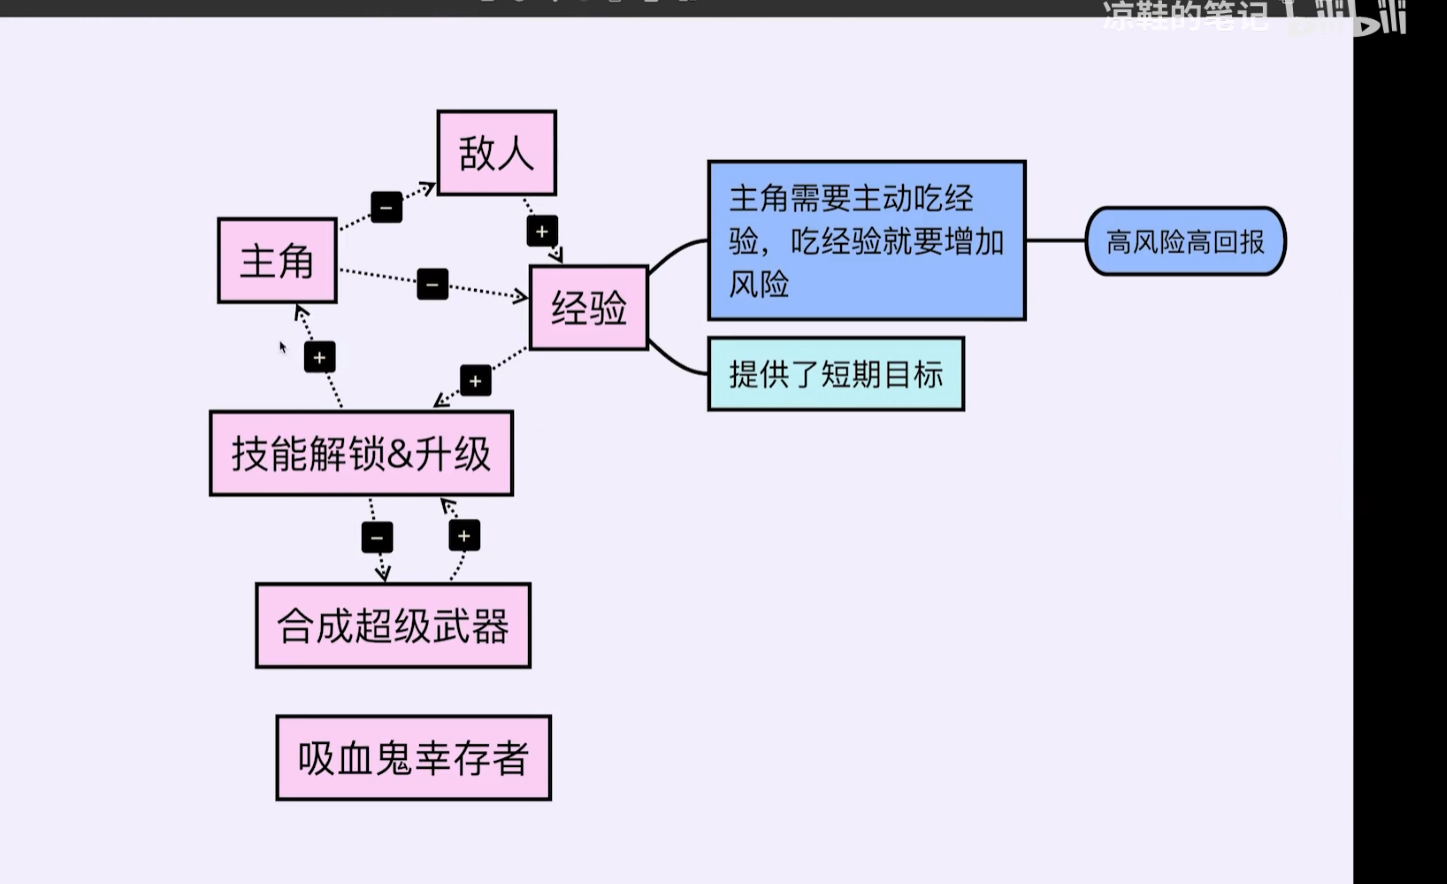 凉鞋的笔记
bilibili
敌人
−
主角
+
−
经验
主角需要主动吃经
验，吃经验就要增加
风险
高风险高回报
+
+
提供了短期目标
技能解锁&升级
−
+
合成超级武器
吸血鬼幸存者